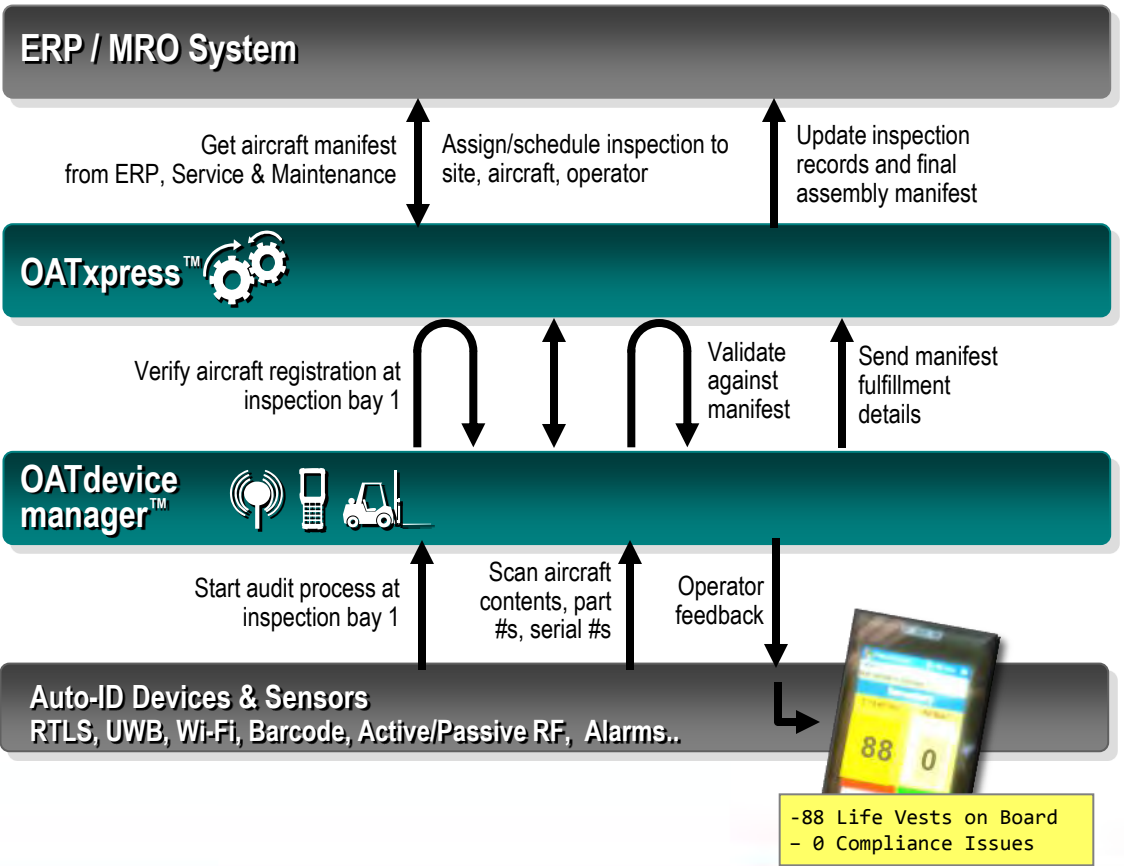 ERP / MRO System
Get aircraft manifest
from ERP, Service & Maintenance
Assign/schedule inspection to
site, aircraft, operator
Update inspection
records and final
assembly manifest
OATxpress™
Verify aircraft registration at
inspection bay 1
Validate
against
manifest
Send manifest
fulfillment
details
OATdevice
manager™
Start audit process at
inspection bay 1
Scan aircraft
contents, part
#s, serial #s
Operator
feedback
Auto-ID Devices & Sensors
RTLS, UWB, Wi-Fi, Barcode, Active/Passive RF, Alarms..
88 0
-88 Life Vests on Board
– 0 Compliance Issues